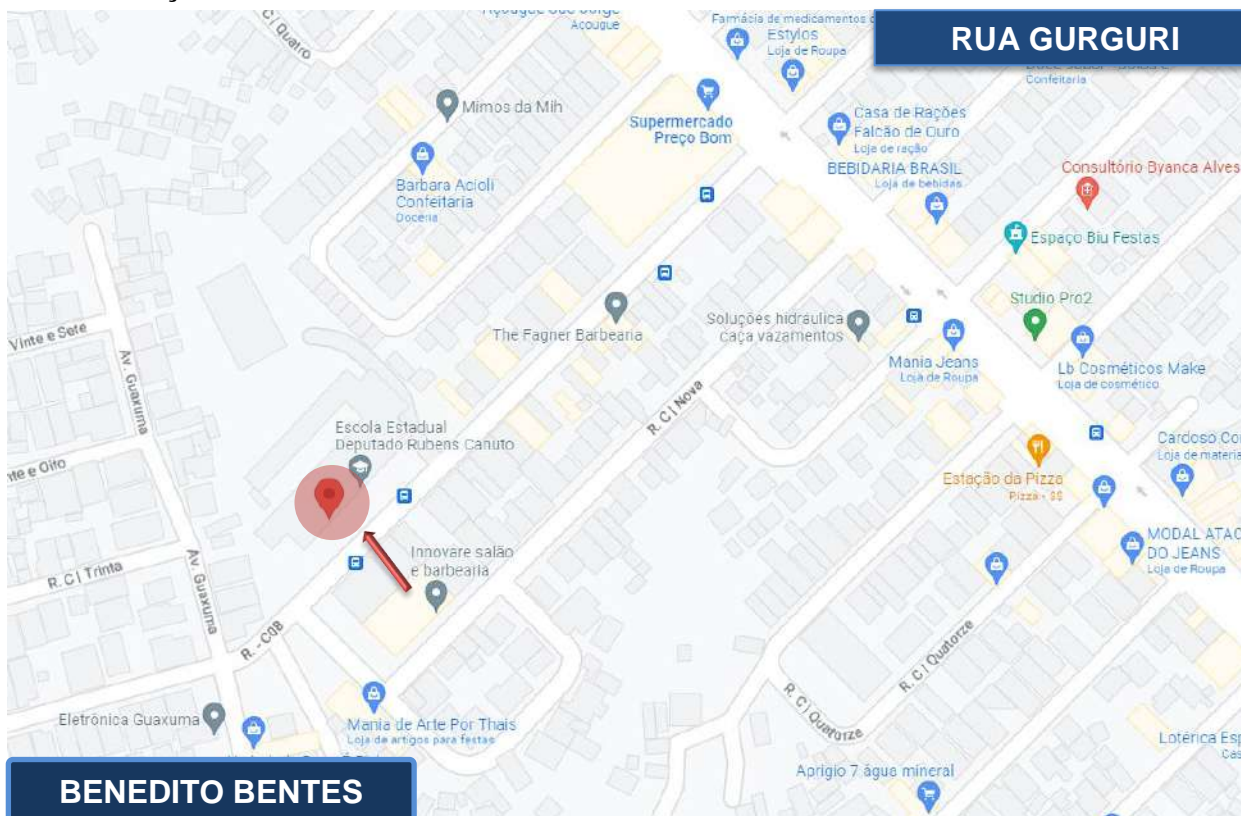 RUA GURGURI
Açougue
C | Quatro
Farmácia de medicamentos
Estylos
Loja de Roupa
Confeitaria
Mimos da Mih
Supermercado
Preço Bom
Casa de Rações
Falcão de Ouro
Loja de ração
BEBIDARIA BRASIL
Loja de bebidas
Consultório Byanca Alves
Barbara Acioli
Confeitaria
Doceria
Espaço Biu Festas
Studio Pro2
The Fagner Barbearia
Soluções hidraulica
caça vazamentos
Vinte e Sete
Av. Guaxuma
Mania Jeans
Loja de Roupa
Lb Cosméticos Make
Loja de cosmético
R. C | Nova
Escola Estadual
Deputado Rubens Canuto
nte e Oito
Cardoso Co
Loja de materia
Estação da Pizza
Pizza - $$
MODAL ATAC
DO JEANS
Loja de Roupa
Innovare salão
e barbearia
R. C | Trinta
Av. Guaxuma
R. -C08
R. C | Quatorze
R. C | Quatorze
Eletrônica Guaxuma
Mania de Arte Por Thais
Loja de artigos para festas
Lotérica Esp
Cas
Aprigio 7 água mineral
BENEDITO BENTES